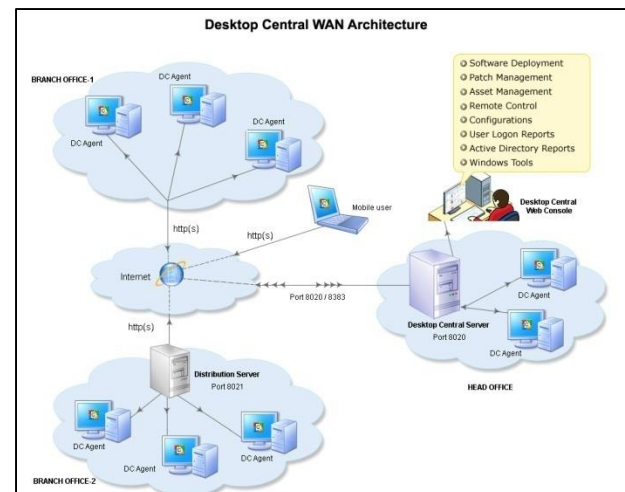 Desktop Central WAN Architecture
Software Deployment
Patch Management
Asset Management
Remote Control
Configurations
User Logon Reports
Active Directory Reports
Windows Tools
BRANCH OFFICE-1
DC Agent
DC Agent
DC Agent
Mobile user
Desktop Central
Web Console
http(s)
http(s)
Internet
Port 8020 / 8383
DC Agent
Desktop Central Server
Port 8020
DC Agent
http(s)
HEAD OFFICE
Distribution Server
Port 8021
DC Agent
DC Agent
DC Agent
BRANCH OFFICE-2